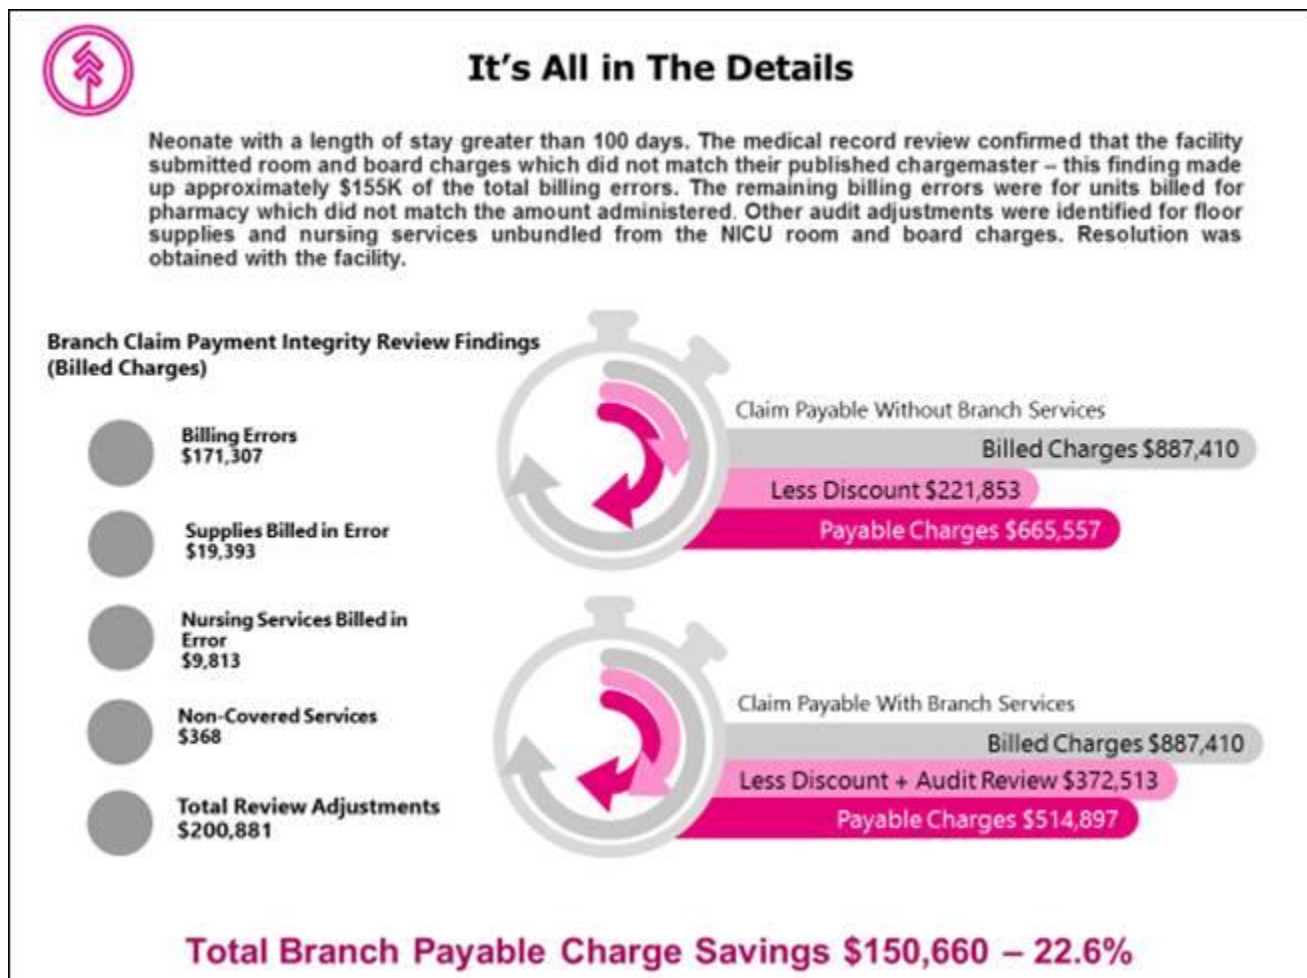 It's All in The Details
Neonate with a length of stay greater than 100 days. The medical record review confirmed that the facility
submitted room and board charges which did not match their published chargemaster – this finding made
up approximately $155K of the total billing errors. The remaining billing errors were for units billed for
pharmacy which did not match the amount administered. Other audit adjustments were identified for floor
supplies and nursing services unbundled from the NICU room and board charges. Resolution was
obtained with the facility.
Branch Claim Payment Integrity Review Findings
(Billed Charges)
Billing Errors
$171,307
Supplies Billed in Error
$19,393
Nursing Services Billed in
Error
$9,813
Non-Covered Services
$368
Total Review Adjustments
$200,881
Claim Payable Without Branch Services
Billed Charges $887,410
Less Discount $221,853
Payable Charges $665,557
Claim Payable With Branch Services
Billed Charges $887,410
Less Discount + Audit Review $372,513
Payable Charges $514,897
Total Branch Payable Charge Savings $150,660 – 22.6%